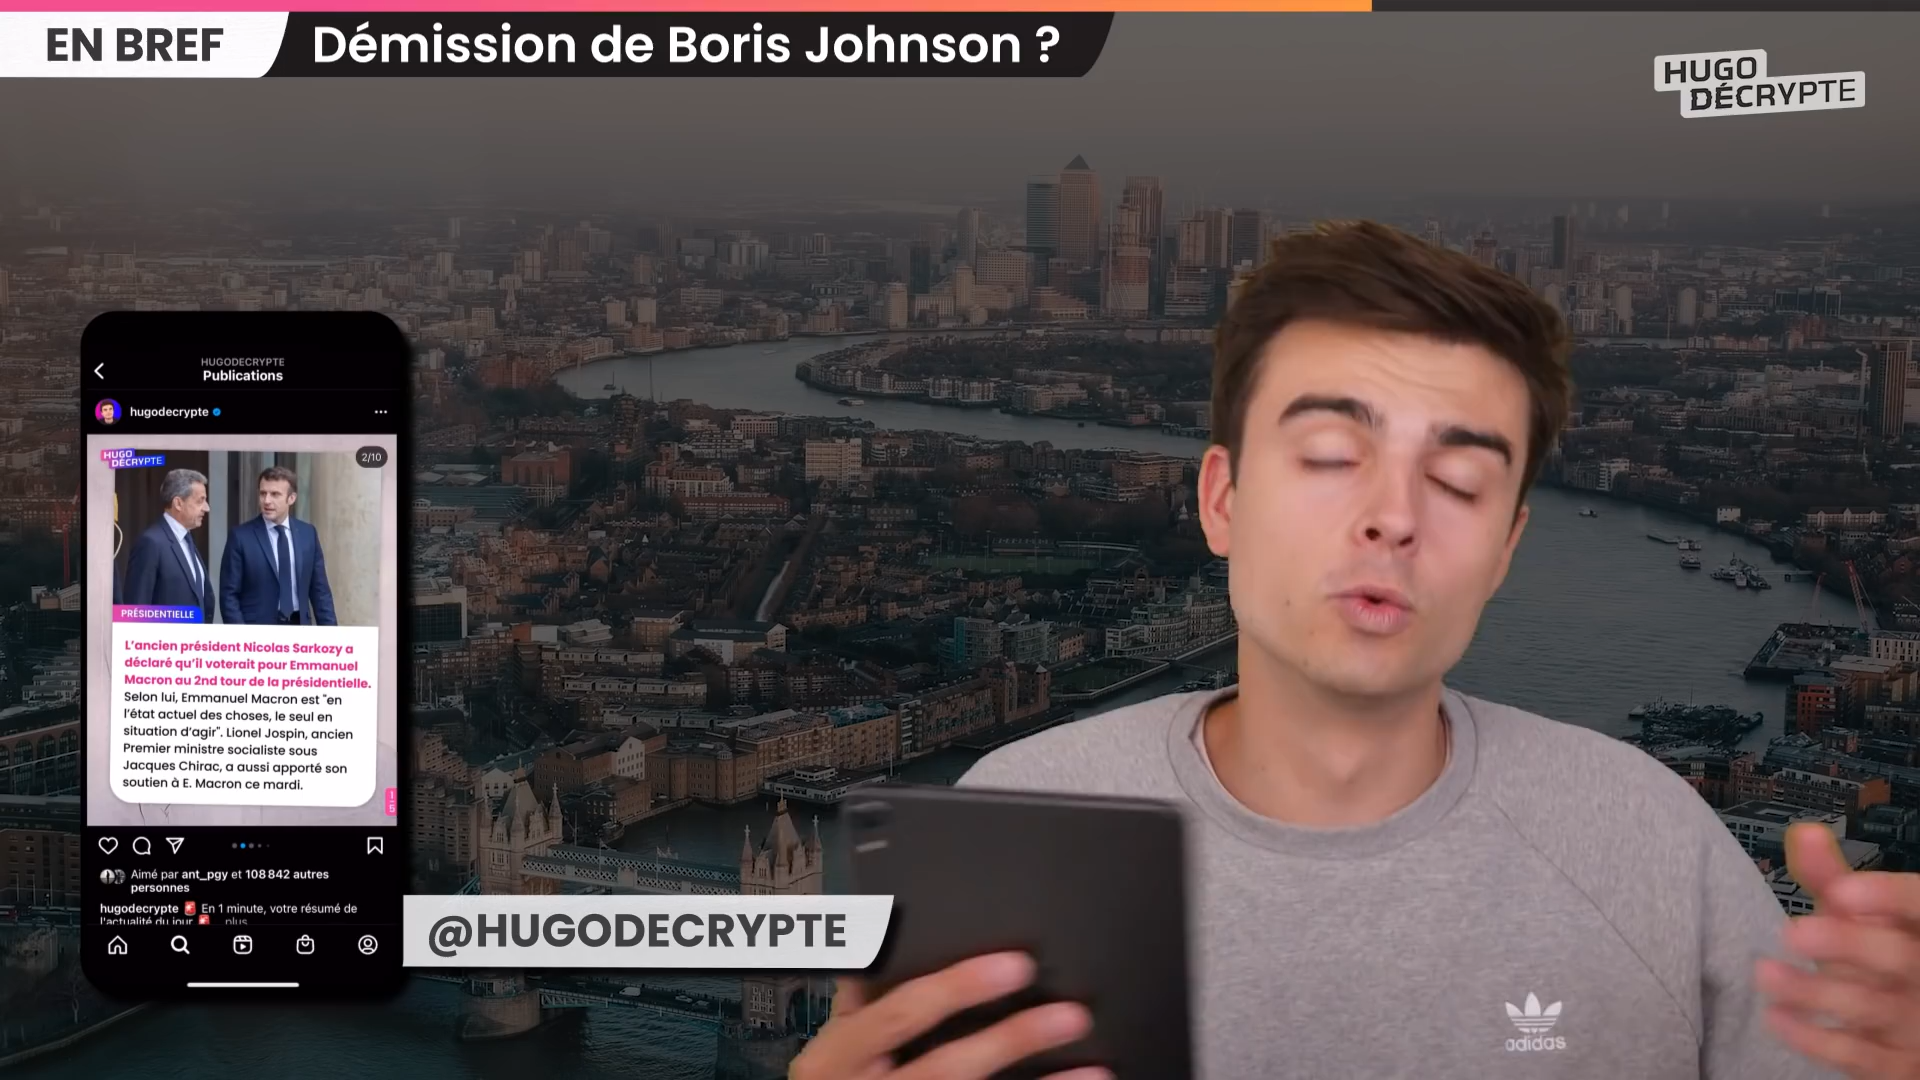 EN BREF
Démission de Boris Johnson ?
HUGO
DÉCRYPTE
HUGODECRYPTE
Publications
hugodecrypte
HUGO
DÉCRYPTE
2/10
PRÉSIDENTIELLE
L'ancien président Nicolas Sarkozy a
déclaré qu'il voterait pour Emmanuel
Macron au 2nd tour de la présidentielle.
Selon lui, Emmanuel Macron est "en
l'état actuel des choses, le seul en
situation d'agir". Lionel Jospin, ancien
Premier ministre socialiste sous
Jacques Chirac, a aussi apporté son
soutien à E. Macron ce mardi.
Aimé par ant_pgy et 108 842 autres
personnes
hugodecrypte 🚨 En 1 minute, votre résumé de
l'actualité du jour 🚨 plus
@HUGODECRYPTE
adidas